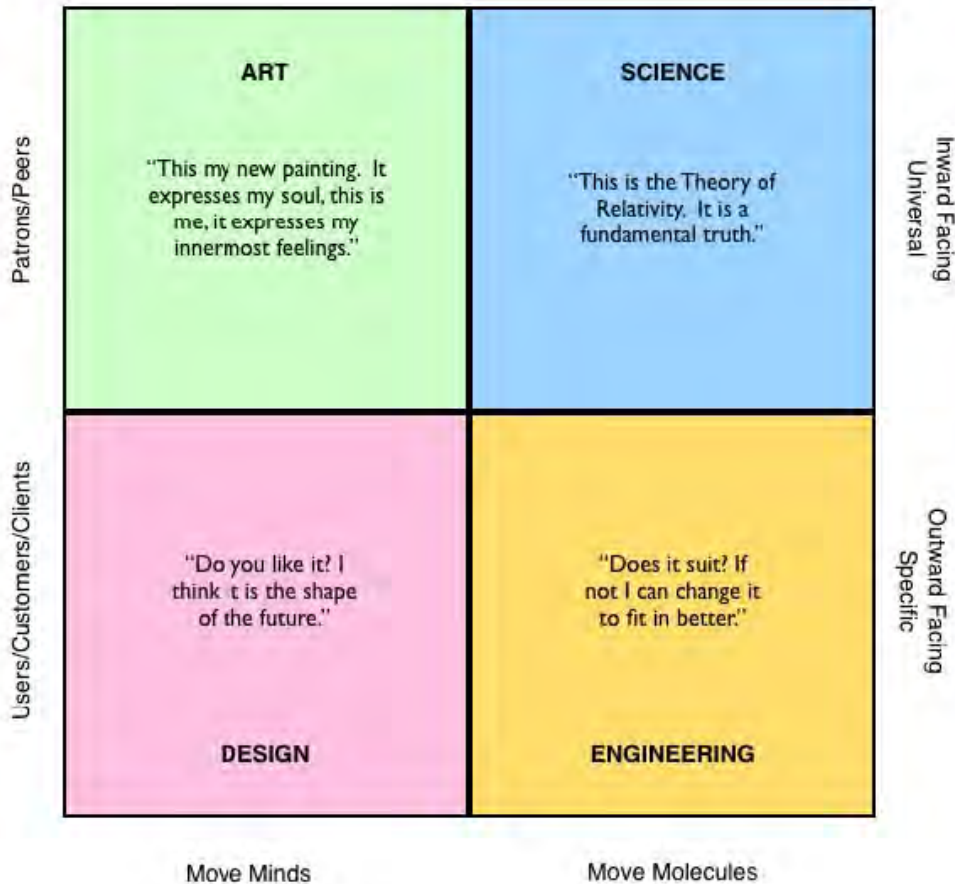 ART
SCIENCE
"This my new painting. It
expresses my soul, this is
me, it expresses my
innermost feelings."
"This is the Theory of
Relativity. It is a
fundamental truth."
Patrons/Peers
Inward Facing
Universal
"Do you like it? I
think t is the shape
of the future."
"Does it suit? If
not I can change it
to fit in better."
Users/Customers/Clients
Outward Facing
Specific
DESIGN
ENGINEERING
Move Minds
Move Molecules